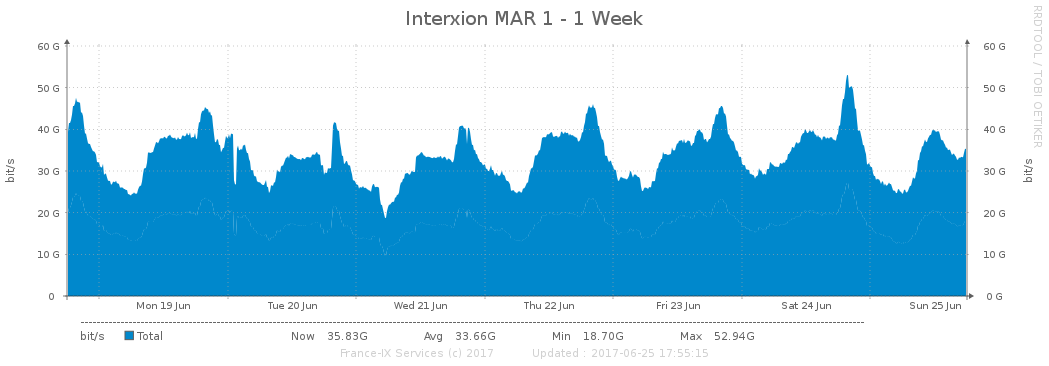 Interxion MAR 1 - 1 Week
RRDTOOL / TOBI OETIKER
bit/s
60 G
50 G
40 G
30 G
20 G
10 G
0
60 G
50 G
40 G
30 G
20 G
10 G
0 G
bit/s
Mon 19 Jun Tue 20 Jun Wed 21 Jun Thu 22 Jun Fri 23 Jun Sat 24 Jun Sun 25 Jun
bit/s Total Now 35.83G Avg 33.66G Min 18.70G Max 52.94G
France-IX Services (c) 2017 Updated : 2017-06-25 17:55:15